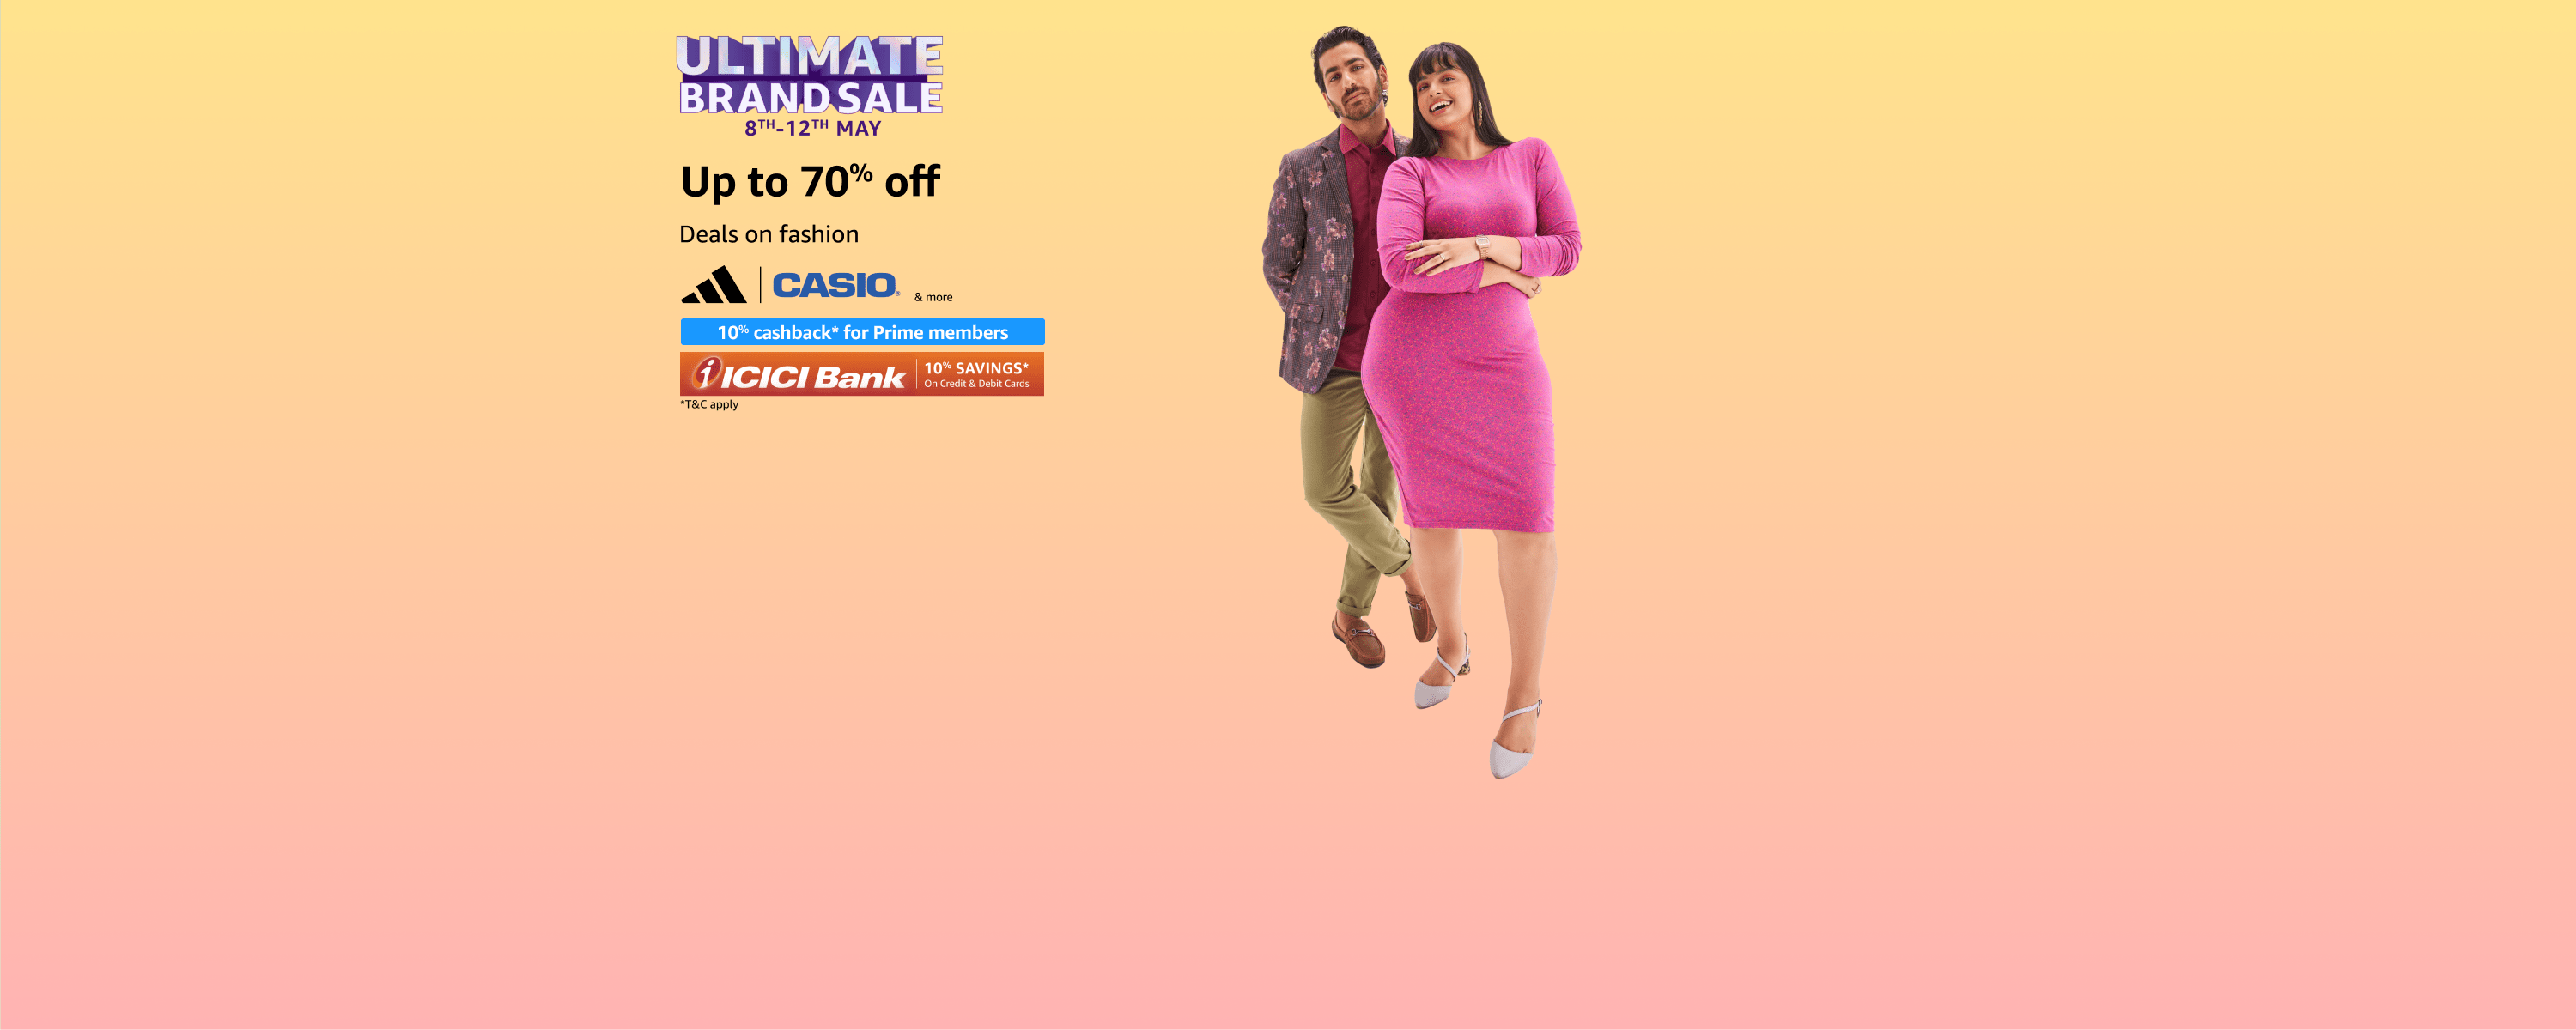 ULTIMATE
BRAND SALE
8TH-12TH MAY
Up to 70% off
Deals on fashion
CASIO® & more
10% cashback* for Prime members
i ICICI Bank
10% SAVINGS*
On Credit & Debit Cards
*T&C apply